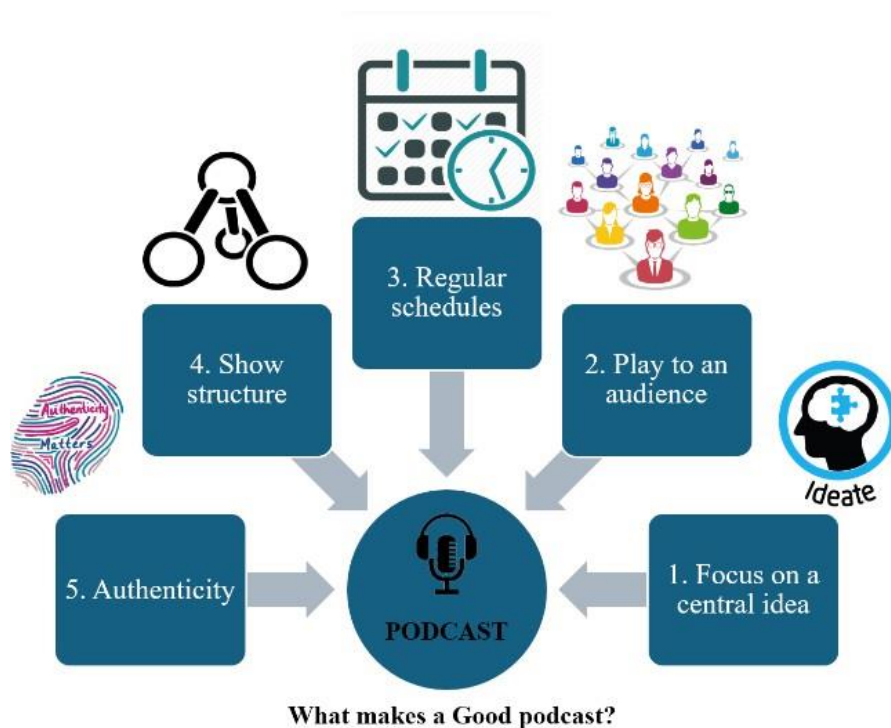 3. Regular
schedules
4. Show
structure
2. Play to an
audience
Authenticity
Matters
Ideate
5. Authenticity
PODCAST
1. Focus on a
central idea
What makes a Good podcast?